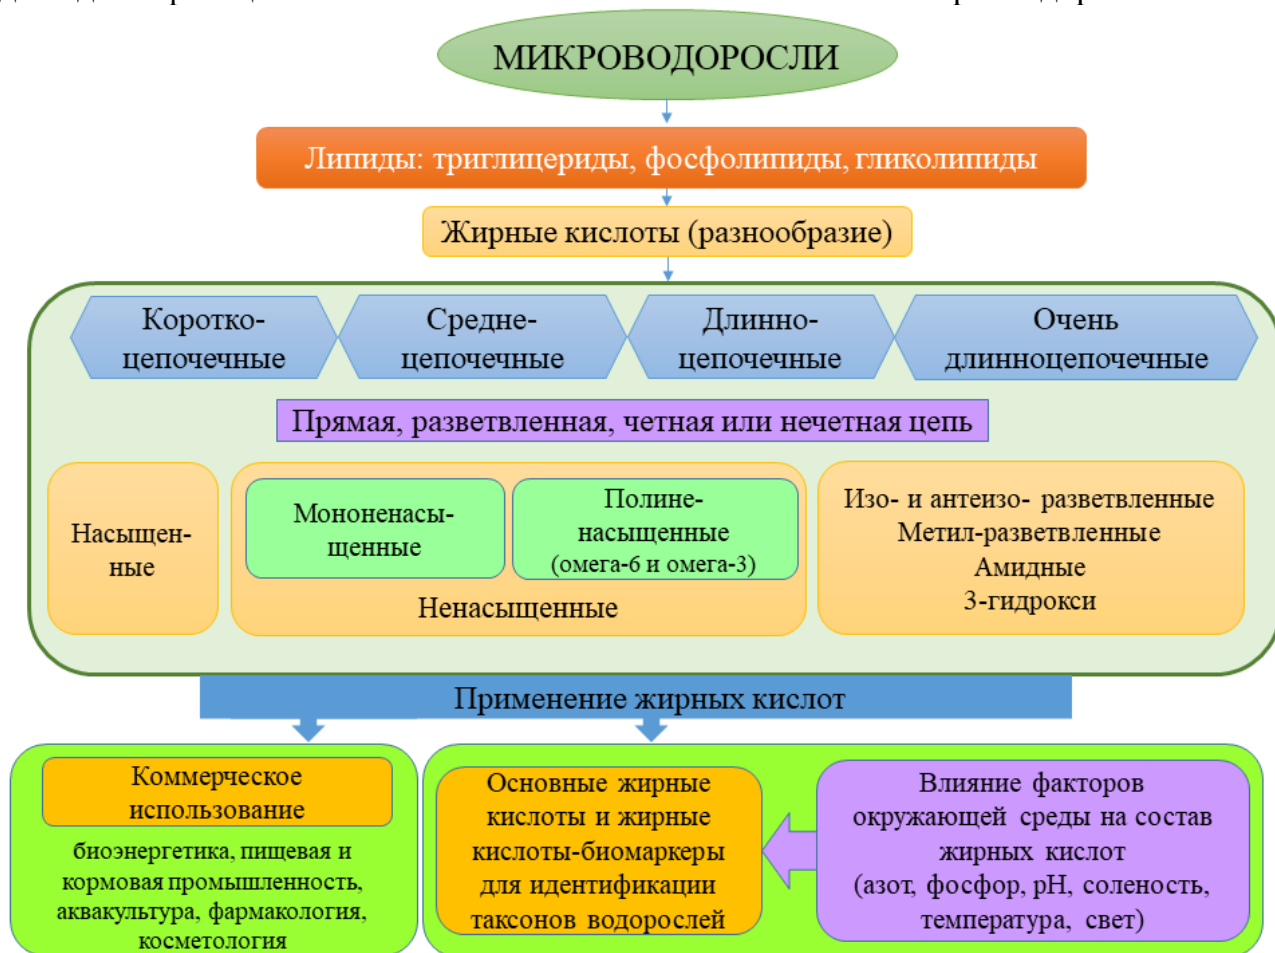 МИКРОВОДОРОСЛИ
Липиды: триглицериды, фосфолипиды, гликолипиды
Жирные кислоты (разнообразие)
Коротко-
цепочечные
Средне-
цепочечные
Длинно-
цепочечные
Очень
длинноцепочечные
Прямая, разветвленная, четная или нечетная цепь
Насыщен-
ные
Мононенасы-
щенные
Полине-
насыщенные
(омега-6 и омега-3)
Ненасыщенные
Изо- и антеизо- разветвленные
Метил-разветвленные
Амидные
3-гидрокси
Применение жирных кислот
Коммерческое
использование
биоэнергетика, пищевая и
кормовая промышленность,
аквакультура, фармакология,
косметология
Основные жирные
кислоты и жирные
кислоты-биомаркеры
для идентификации
таксонов водорослей
Влияние факторов
окружающей среды на состав
жирных кислот
(азот, фосфор, pH, соленость,
температура, свет)